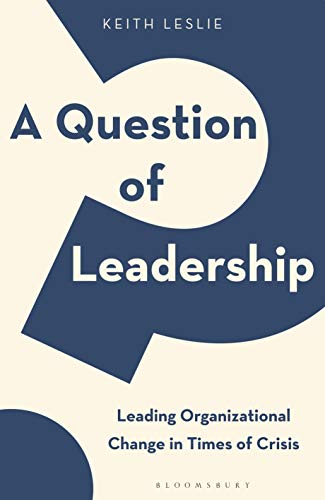 KEITH LESLIE
A Question
of
Leadership
Leading Organizational
Change in Times of Crisis
BLOOMSBURY